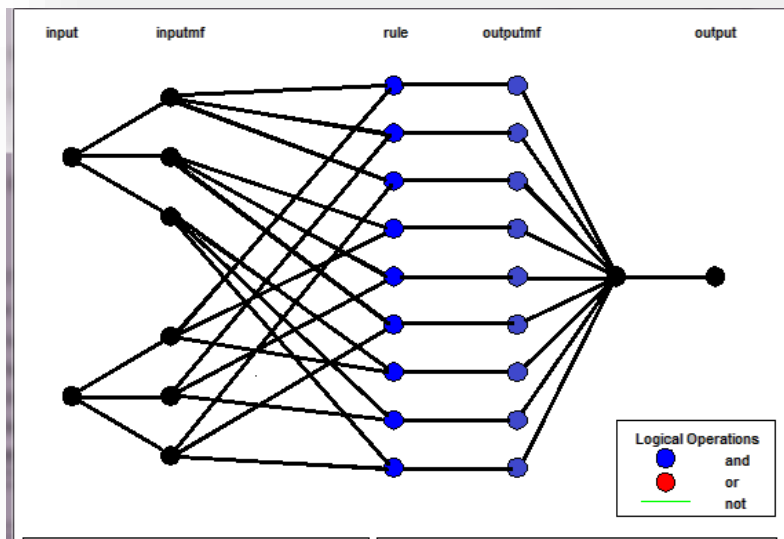 input inputmf rule outputmf output
Logical Operations
and
or
not